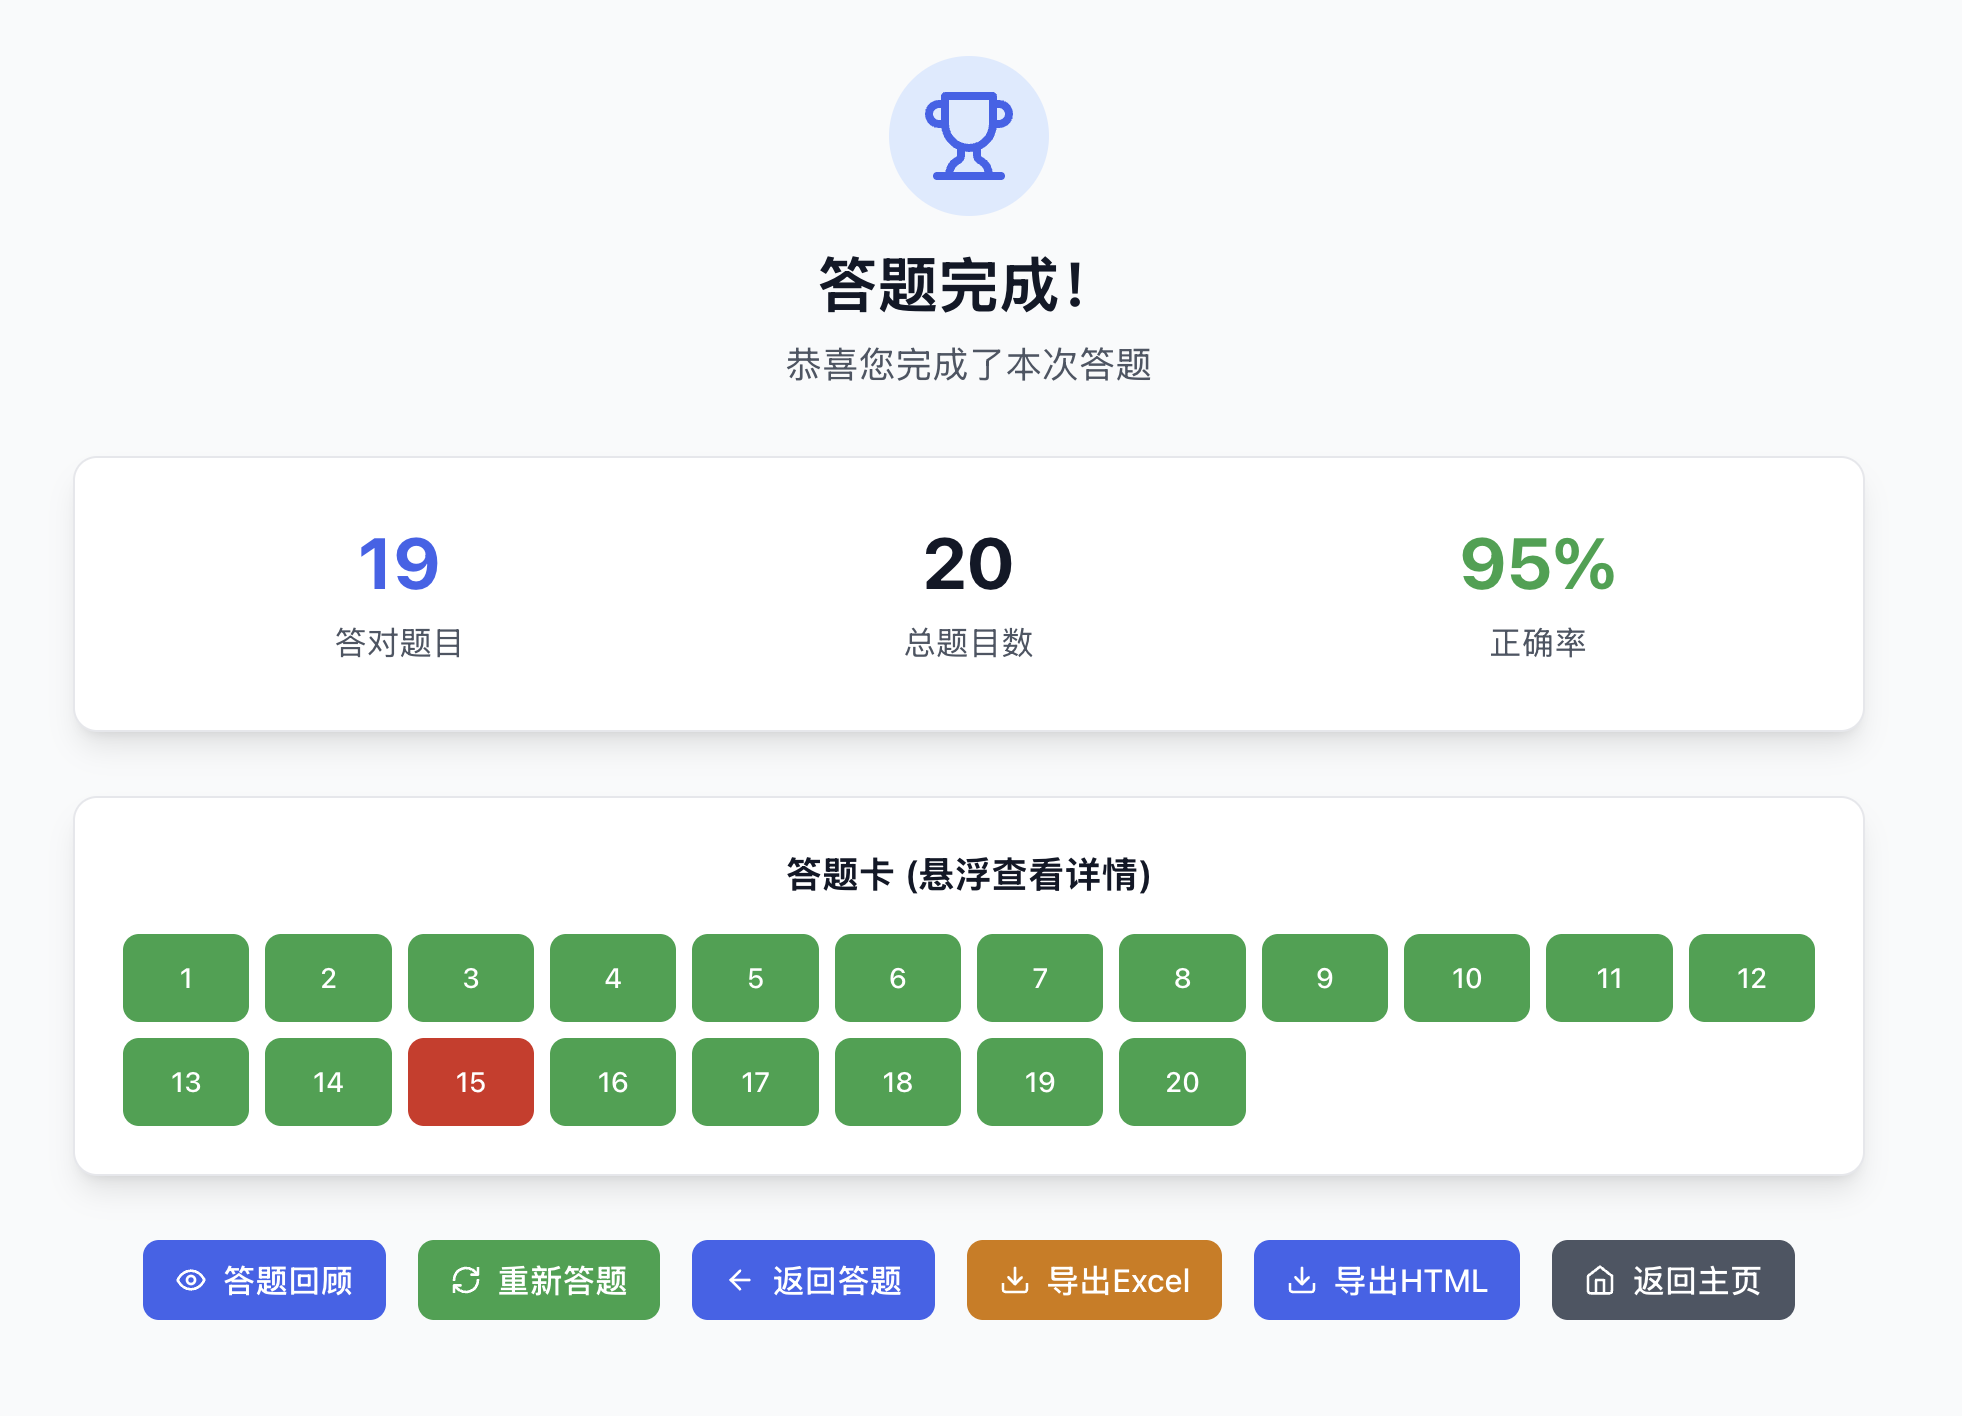 答题完成！
恭喜您完成了本次答题
19 20 95%
答对题目 总题目数 正确率
答题卡 (悬浮查看详情)
1 2 3 4 5 6 7 8 9 10 11 12
13 14 15 16 17 18 19 20
答题回顾 重新答题 返回答题 导出Excel 导出HTML 返回主页